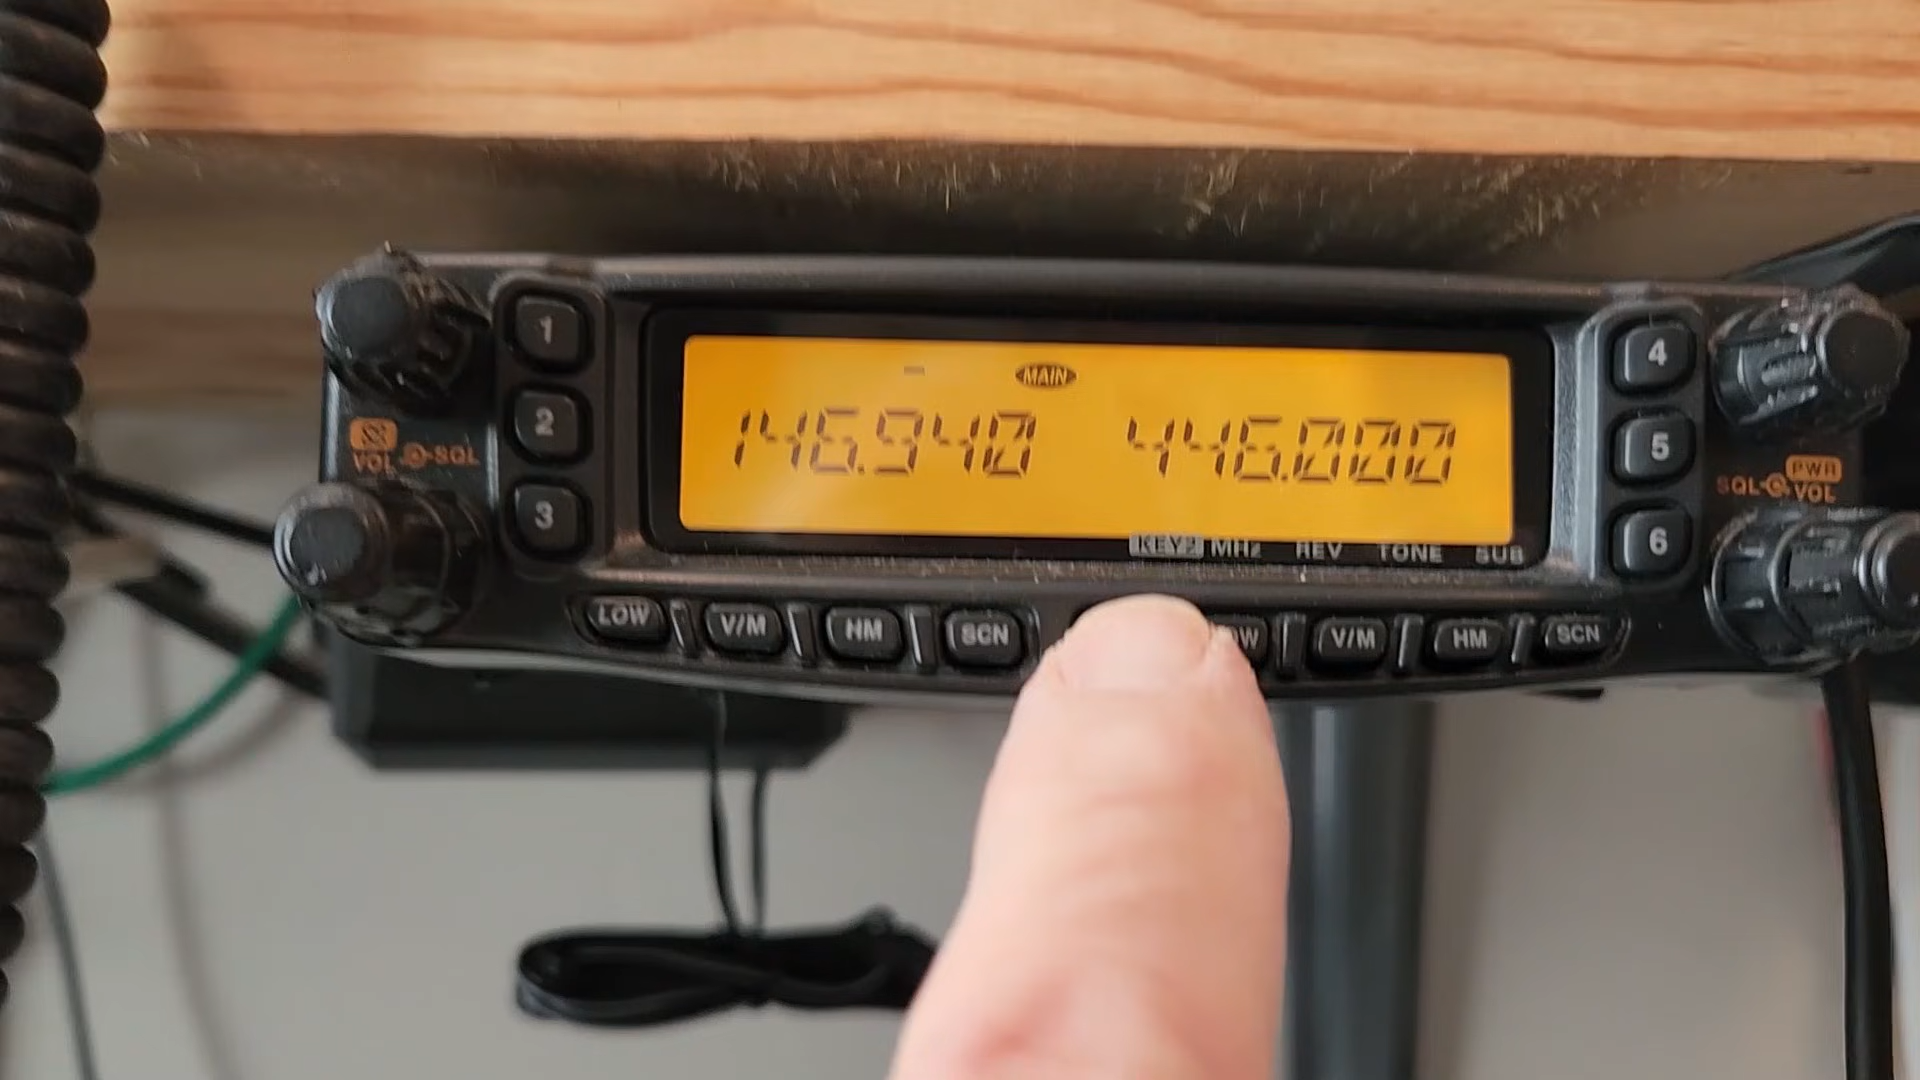 - MAIN
146.940 446.000
KEY2 MHz REV TONE SUB
1
2
3
VOL SQL
4
5
6
PWR
SQL VOL
LOW V/M HM SCN
V/M HM SCN